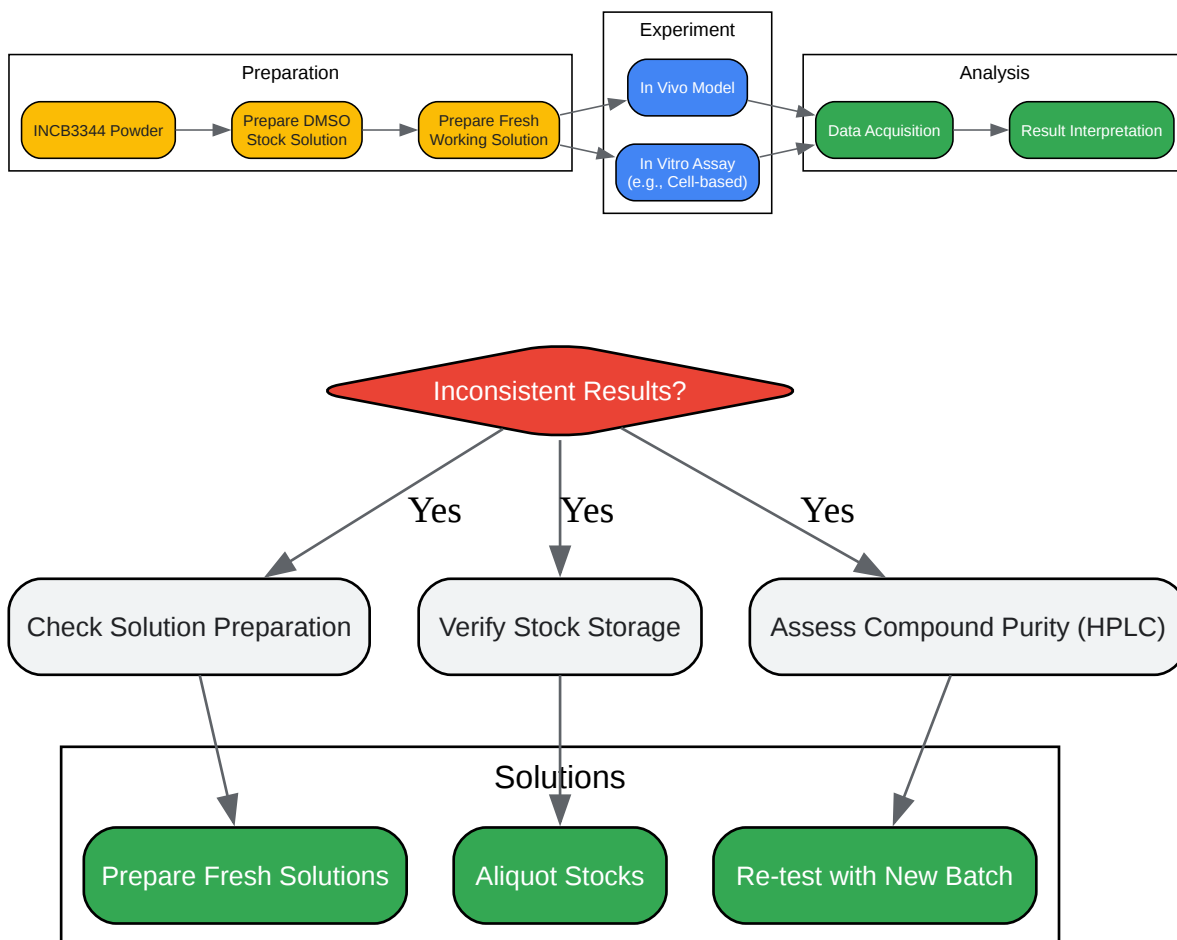 Preparation
INCB3344 Powder
Prepare DMSO
Stock Solution
Prepare Fresh
Working Solution
Experiment
In Vivo Model
In Vitro Assay
(e.g., Cell-based)
Analysis
Data Acquisition
Result Interpretation
Inconsistent Results?
Yes
Yes
Yes
Check Solution Preparation
Verify Stock Storage
Assess Compound Purity (HPLC)
Solutions
Prepare Fresh Solutions
Aliquot Stocks
Re-test with New Batch